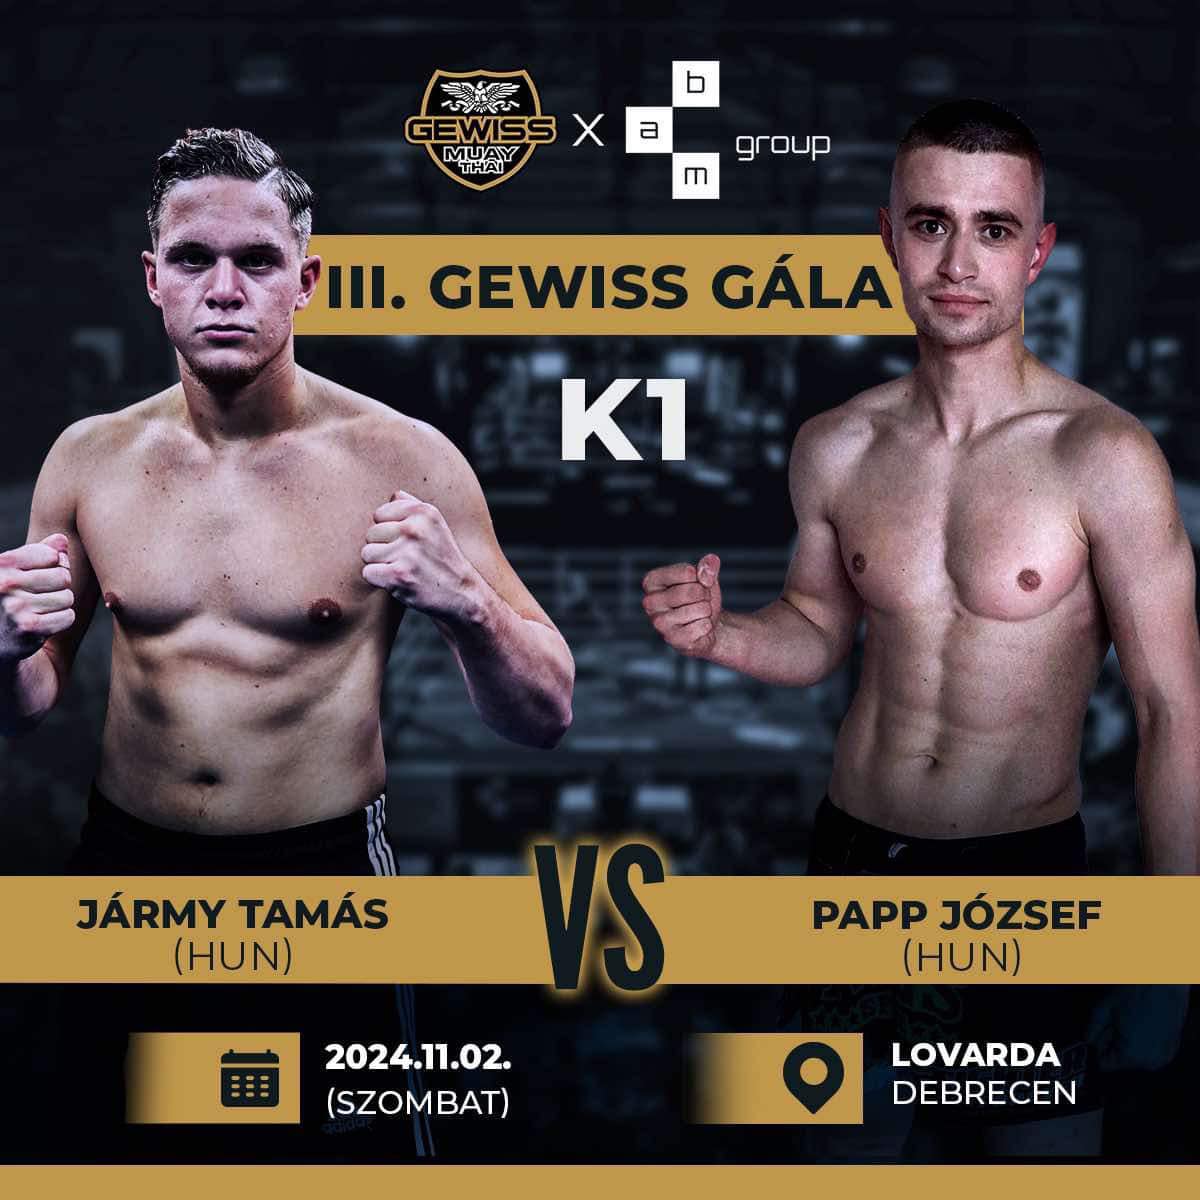 GEWISS
MUAY
THAI
X
b
a
m
group
III. GEWISS GÁLA
K1
VS
JÁRMY TAMÁS
(HUN)
PAPP JÓZSEF
(HUN)
2024.11.02.
(SZOMBAT)
LOVARDA
DEBRECEN
adidas